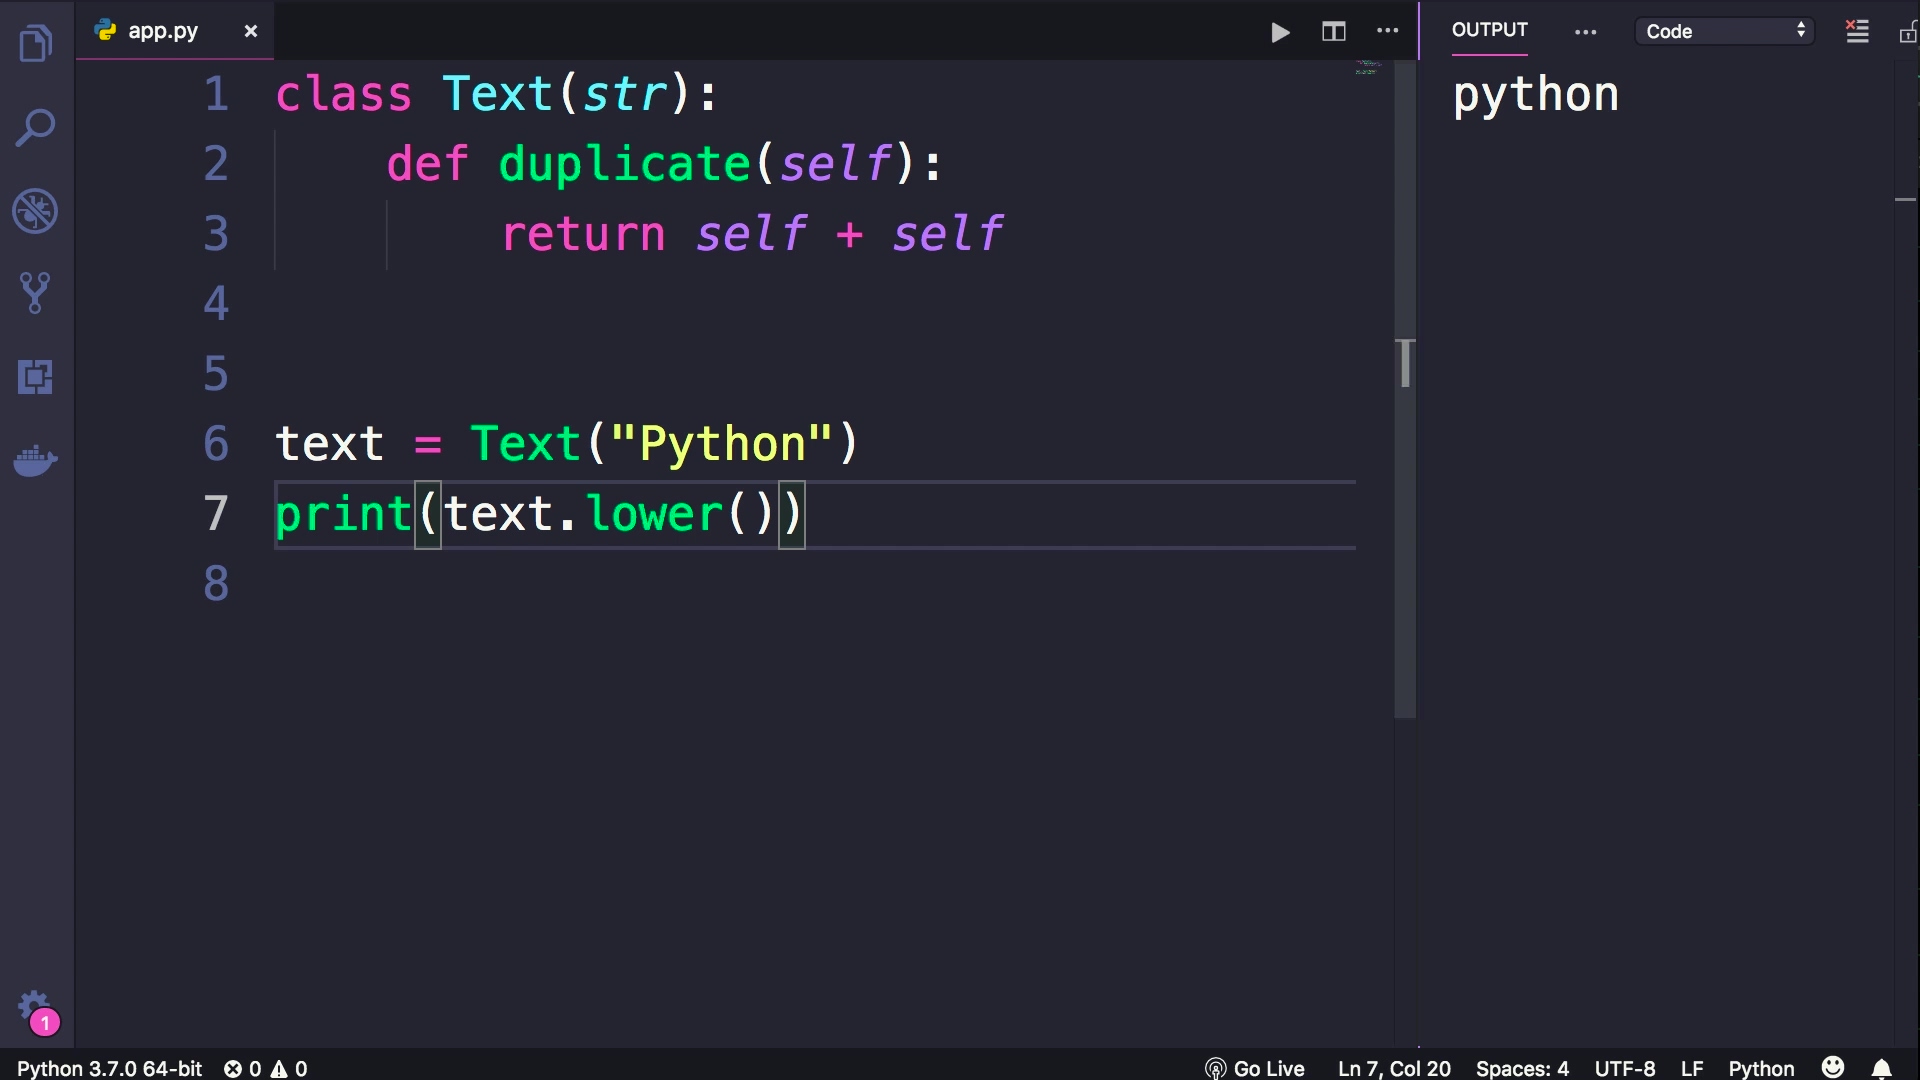 app.py ×
OUTPUT ··· Code
1 class Text(str):
2     def duplicate(self):
3         return self + self
4
5
6 text = Text("Python")
7 print(text.lower())
8
python
1
Python 3.7.0 64-bit 0 0 Go Live Ln 7, Col 20 Spaces: 4 UTF-8 LF Python